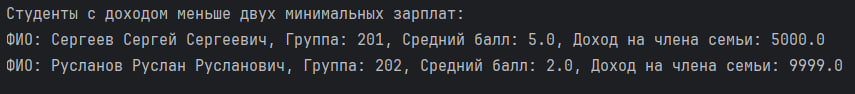 Студенты с доходом меньше двух минимальных зарплат:
ФИО: Сергеев Сергей Сергеевич, Группа: 201, Средний балл: 5.0, Доход на члена семьи: 5000.0
ФИО: Русланов Руслан Русланович, Группа: 202, Средний балл: 2.0, Доход на члена семьи: 9999.0